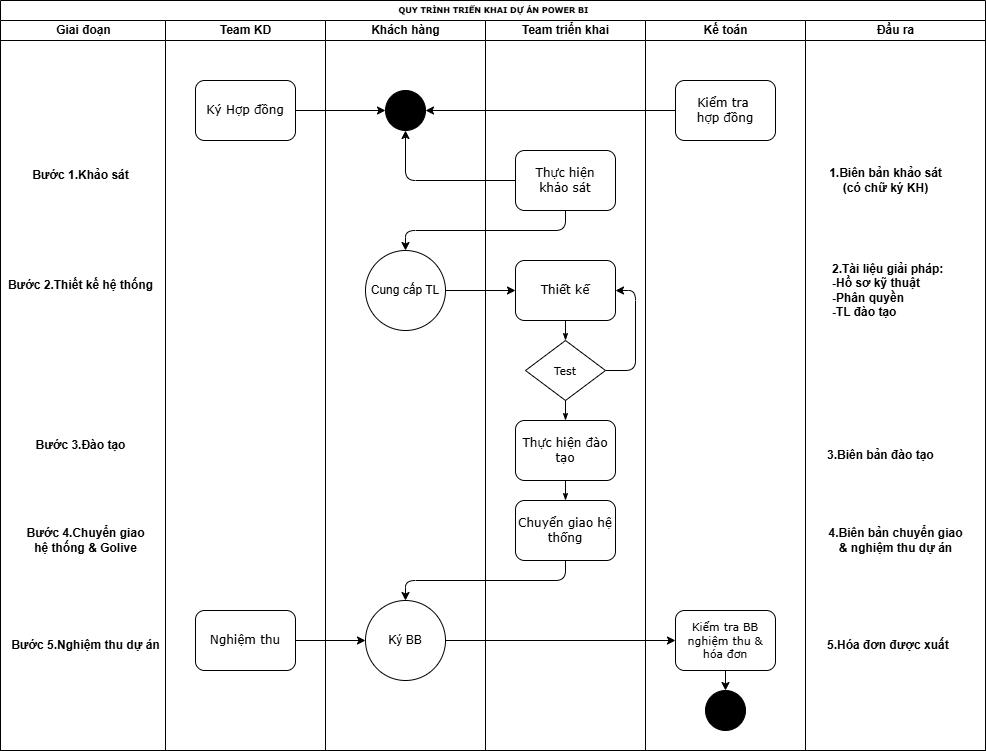 QUY TRÌNH TRIỂN KHAI DỰ ÁN POWER BI
Giai đoạn
Team KD
Khách hàng
Team triển khai
Kế toán
Đầu ra
Ký Hợp đồng
Kiểm tra
hợp đồng
Bước 1.Khảo sát
Thực hiện
khảo sát
1.Biên bản khảo sát
(có chữ ký KH)
Bước 2.Thiết kế hệ thống
Cung cấp TL
Thiết kế
2.Tài liệu giải pháp:
-Hồ sơ kỹ thuật
-Phân quyền
-TL đào tạo
Test
Bước 3.Đào tạo
Thực hiện đào
tạo
3.Biên bản đào tạo
Bước 4.Chuyển giao
hệ thống & Golive
Chuyển giao hệ
thống
4.Biên bản chuyển giao
& nghiệm thu dự án
Bước 5.Nghiệm thu dự án
Nghiệm thu
Ký BB
Kiểm tra BB
nghiệm thu &
hóa đơn
5.Hóa đơn được xuất